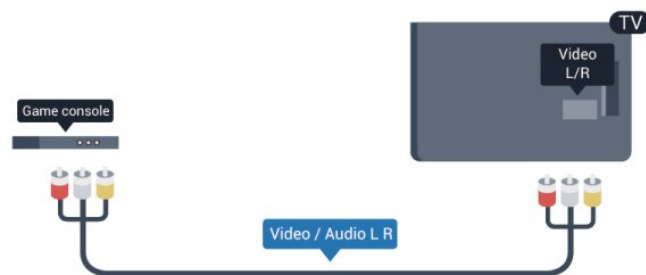 TV
Video
L/R
Game console
Video / Audio L R